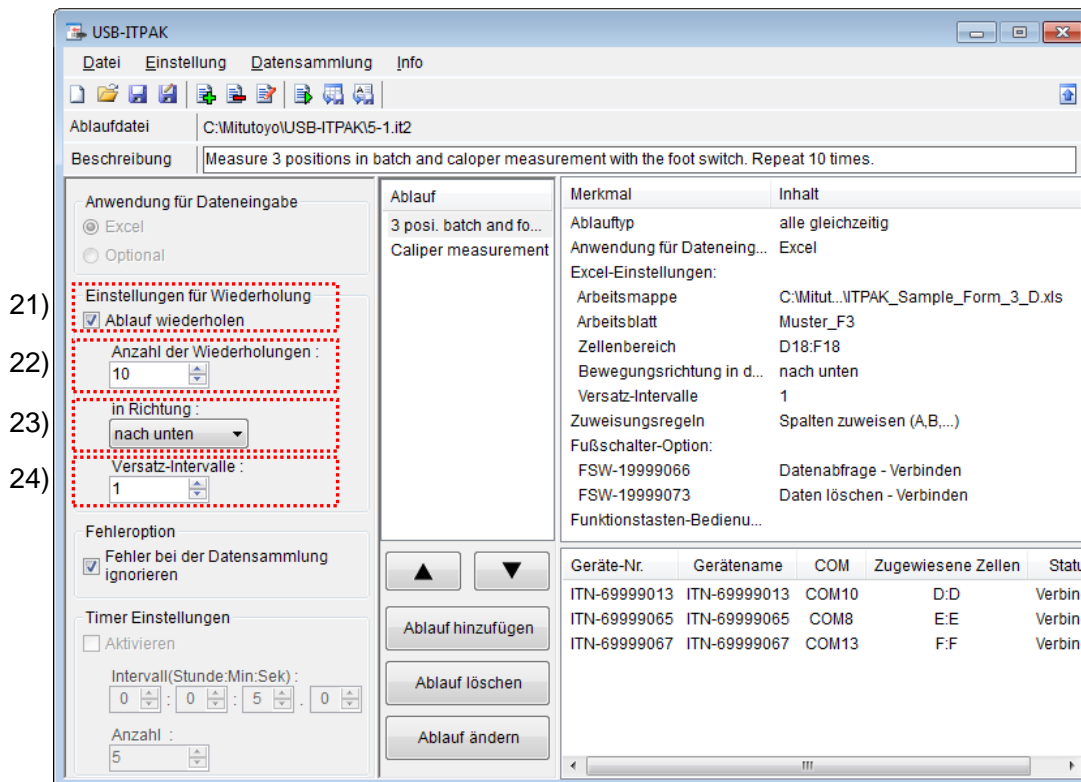 USB-ITPAK
Datei Einstellung Datensammlung Info
Ablaufdatei C:\Mitutoyo\USB-ITPAK\5-1.it2
Beschreibung Measure 3 positions in batch and caloper measurement with the foot switch. Repeat 10 times.
Anwendung für Dateneingabe
Excel
Optional
21) Einstellungen für Wiederholung
Ablauf wiederholen
22) Anzahl der Wiederholungen :
10
23) in Richtung :
nach unten
24) Versatz-Intervalle :
1
Fehleroption
Fehler bei der Datensammlung
ignorieren
Timer Einstellungen
Aktivieren
Intervall(Stunde:Min:Sek) :
0 : 0 : 5 . 0
Anzahl :
5
Ablauf
3 posi. batch and fo...
Caliper measurement
Ablauf hinzufügen
Ablauf löschen
Ablauf ändern
Merkmal Inhalt
Ablauftyp alle gleichzeitig
Anwendung für Dateneing... Excel
Excel-Einstellungen:
Arbeitsmappe C:\Mitut...\ITPAK_Sample_Form_3_D.xls
Arbeitsblatt Muster_F3
Zellenbereich D18:F18
Bewegungsrichtung in d... nach unten
Versatz-Intervalle 1
Zuweisungsregeln Spalten zuweisen (A,B,...)
Fußschalter-Option:
FSW-19999066 Datenabfrage - Verbinden
FSW-19999073 Daten löschen - Verbinden
Funktionstasten-Bedienu...
Geräte-Nr. Gerätename COM Zugewiesene Zellen Statu
ITN-69999013 ITN-69999013 COM10 D:D Verbin
ITN-69999065 ITN-69999065 COM8 E:E Verbin
ITN-69999067 ITN-69999067 COM13 F:F Verbin